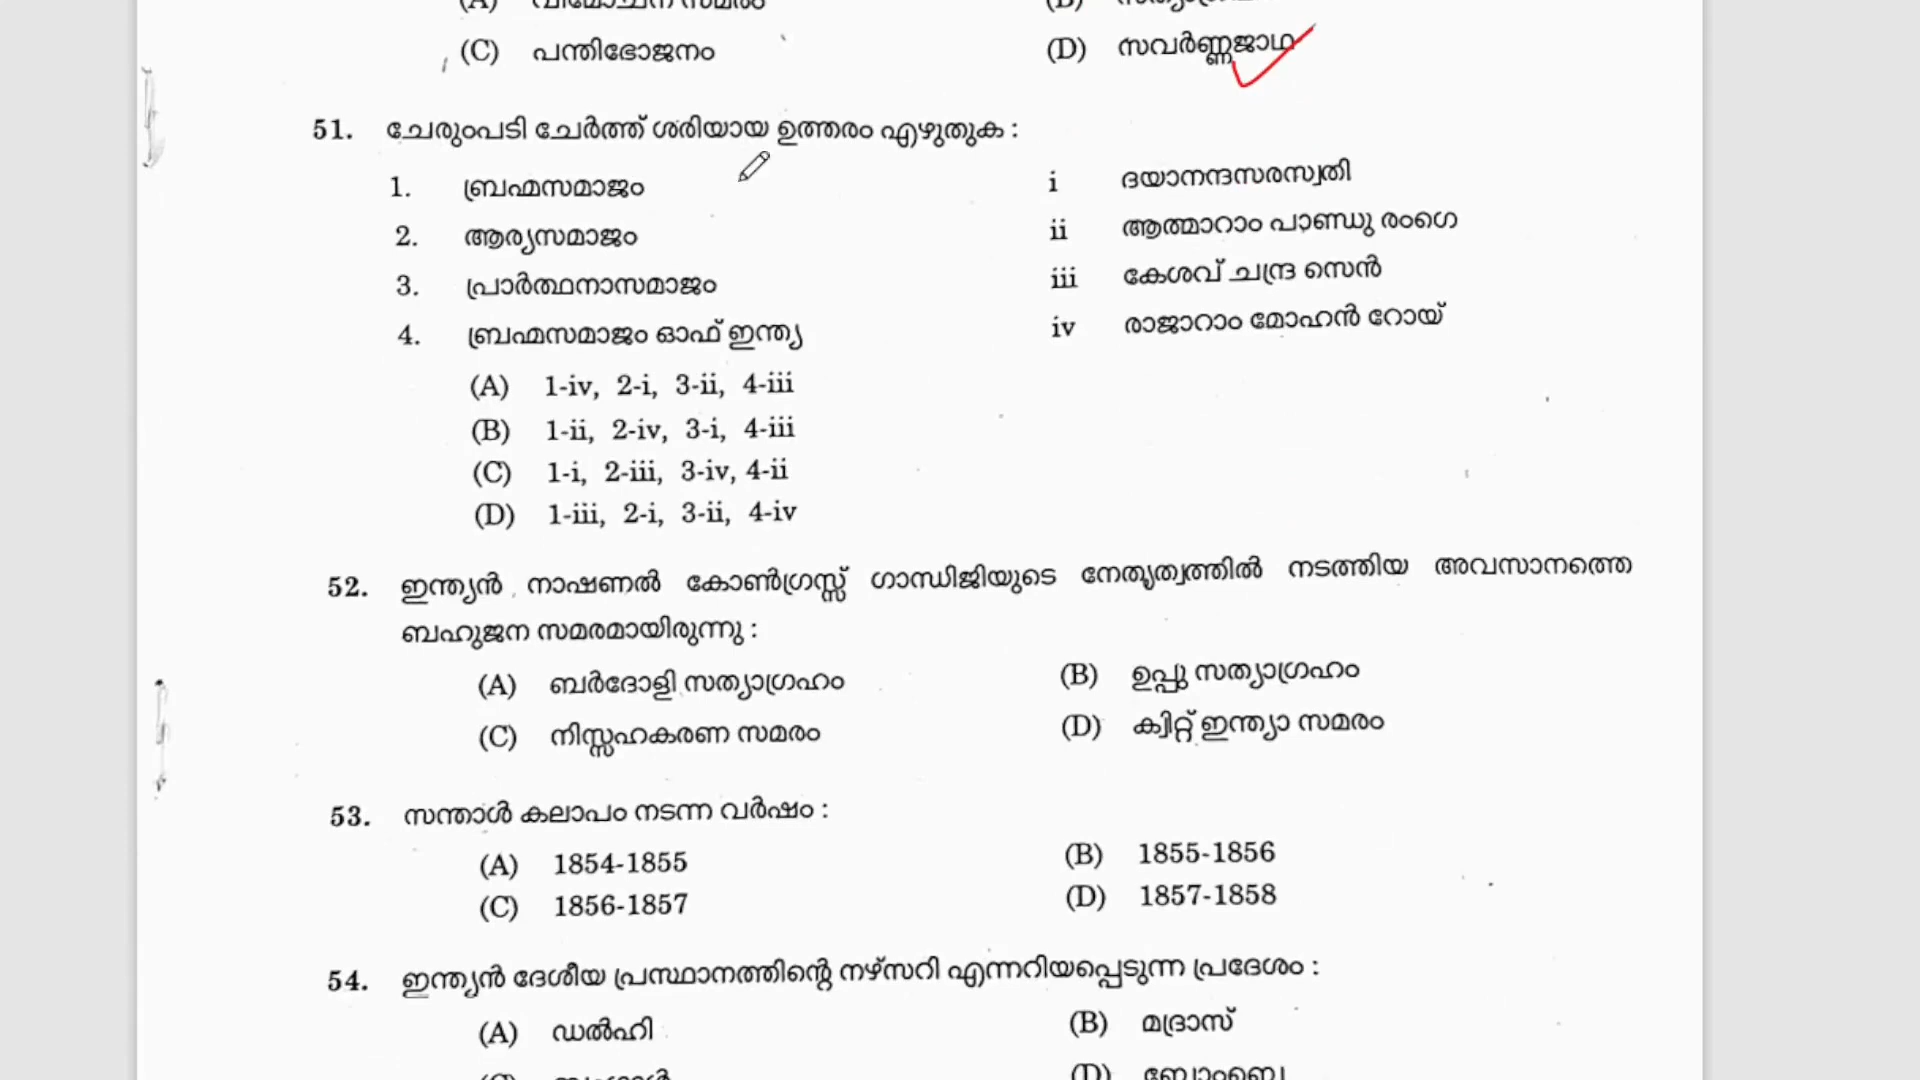 (C) പന്തിഭോജനം (D) സവർണ്ണജാഥ
51. ചേരുംപടി ചേർത്ത് ശരിയായ ഉത്തരം എഴുതുക :
1. ബ്രഹ്മസമാജം i ദയാനന്ദസരസ്വതി
2. ആര്യസമാജം ii ആത്മാറാം പാണ്ഡു രംഗെ
3. പ്രാർത്ഥനാസമാജം iii കേശവ് ചന്ദ്ര സെൻ
4. ബ്രഹ്മസമാജം ഓഫ് ഇന്ത്യ iv രാജാറാം മോഹൻ റോയ്
(A) 1-iv, 2-i, 3-ii, 4-iii
(B) 1-ii, 2-iv, 3-i, 4-iii
(C) 1-i, 2-iii, 3-iv, 4-ii
(D) 1-iii, 2-i, 3-ii, 4-iv
52. ഇന്ത്യൻ നാഷണൽ കോൺഗ്രസ്സ് ഗാന്ധിജിയുടെ നേതൃത്വത്തിൽ നടത്തിയ അവസാനത്തെ
ബഹുജന സമരമായിരുന്നു :
(A) ബർദോളി സത്യാഗ്രഹം (B) ഉപ്പു സത്യാഗ്രഹം
(C) നിസ്സഹകരണ സമരം (D) ക്വിറ്റ് ഇന്ത്യാ സമരം
53. സന്താൾ കലാപം നടന്ന വർഷം :
(A) 1854-1855 (B) 1855-1856
(C) 1856-1857 (D) 1857-1858
54. ഇന്ത്യൻ ദേശീയ പ്രസ്ഥാനത്തിന്റെ നഴ്സറി എന്നറിയപ്പെടുന്ന പ്രദേശം :
(A) ഡൽഹി (B) മദ്രാസ്